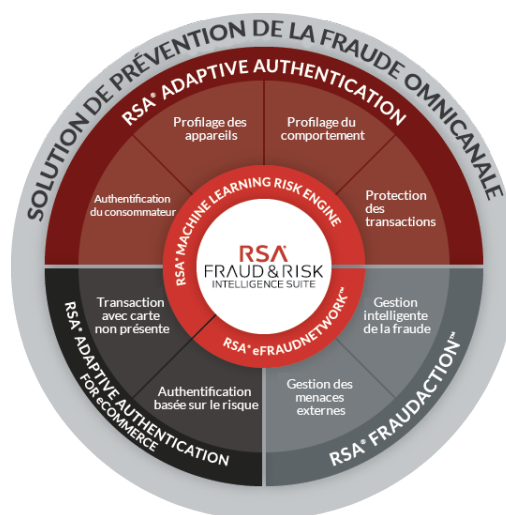 SOLUTION DE PRÉVENTION DE LA FRAUDE OMNICANALE
RSA® ADAPTIVE AUTHENTICATION
Profilage des
appareils
Profilage du
comportement
Authentification
du consommateur
Protection
des
transactions
RSA® MACHINE LEARNING RISK ENGINE
RSA®
FRAUD & RISK
INTELLIGENCE SUITE
RSA® eFRAUDNETWORK™
Transaction
avec carte
non présente
Authentification
basée sur le risque
RSA® ADAPTIVE AUTHENTICATION
FOR eCOMMERCE
Gestion
intelligente
de la fraude
Gestion des
menaces
externes
RSA® FRAUDACTION™